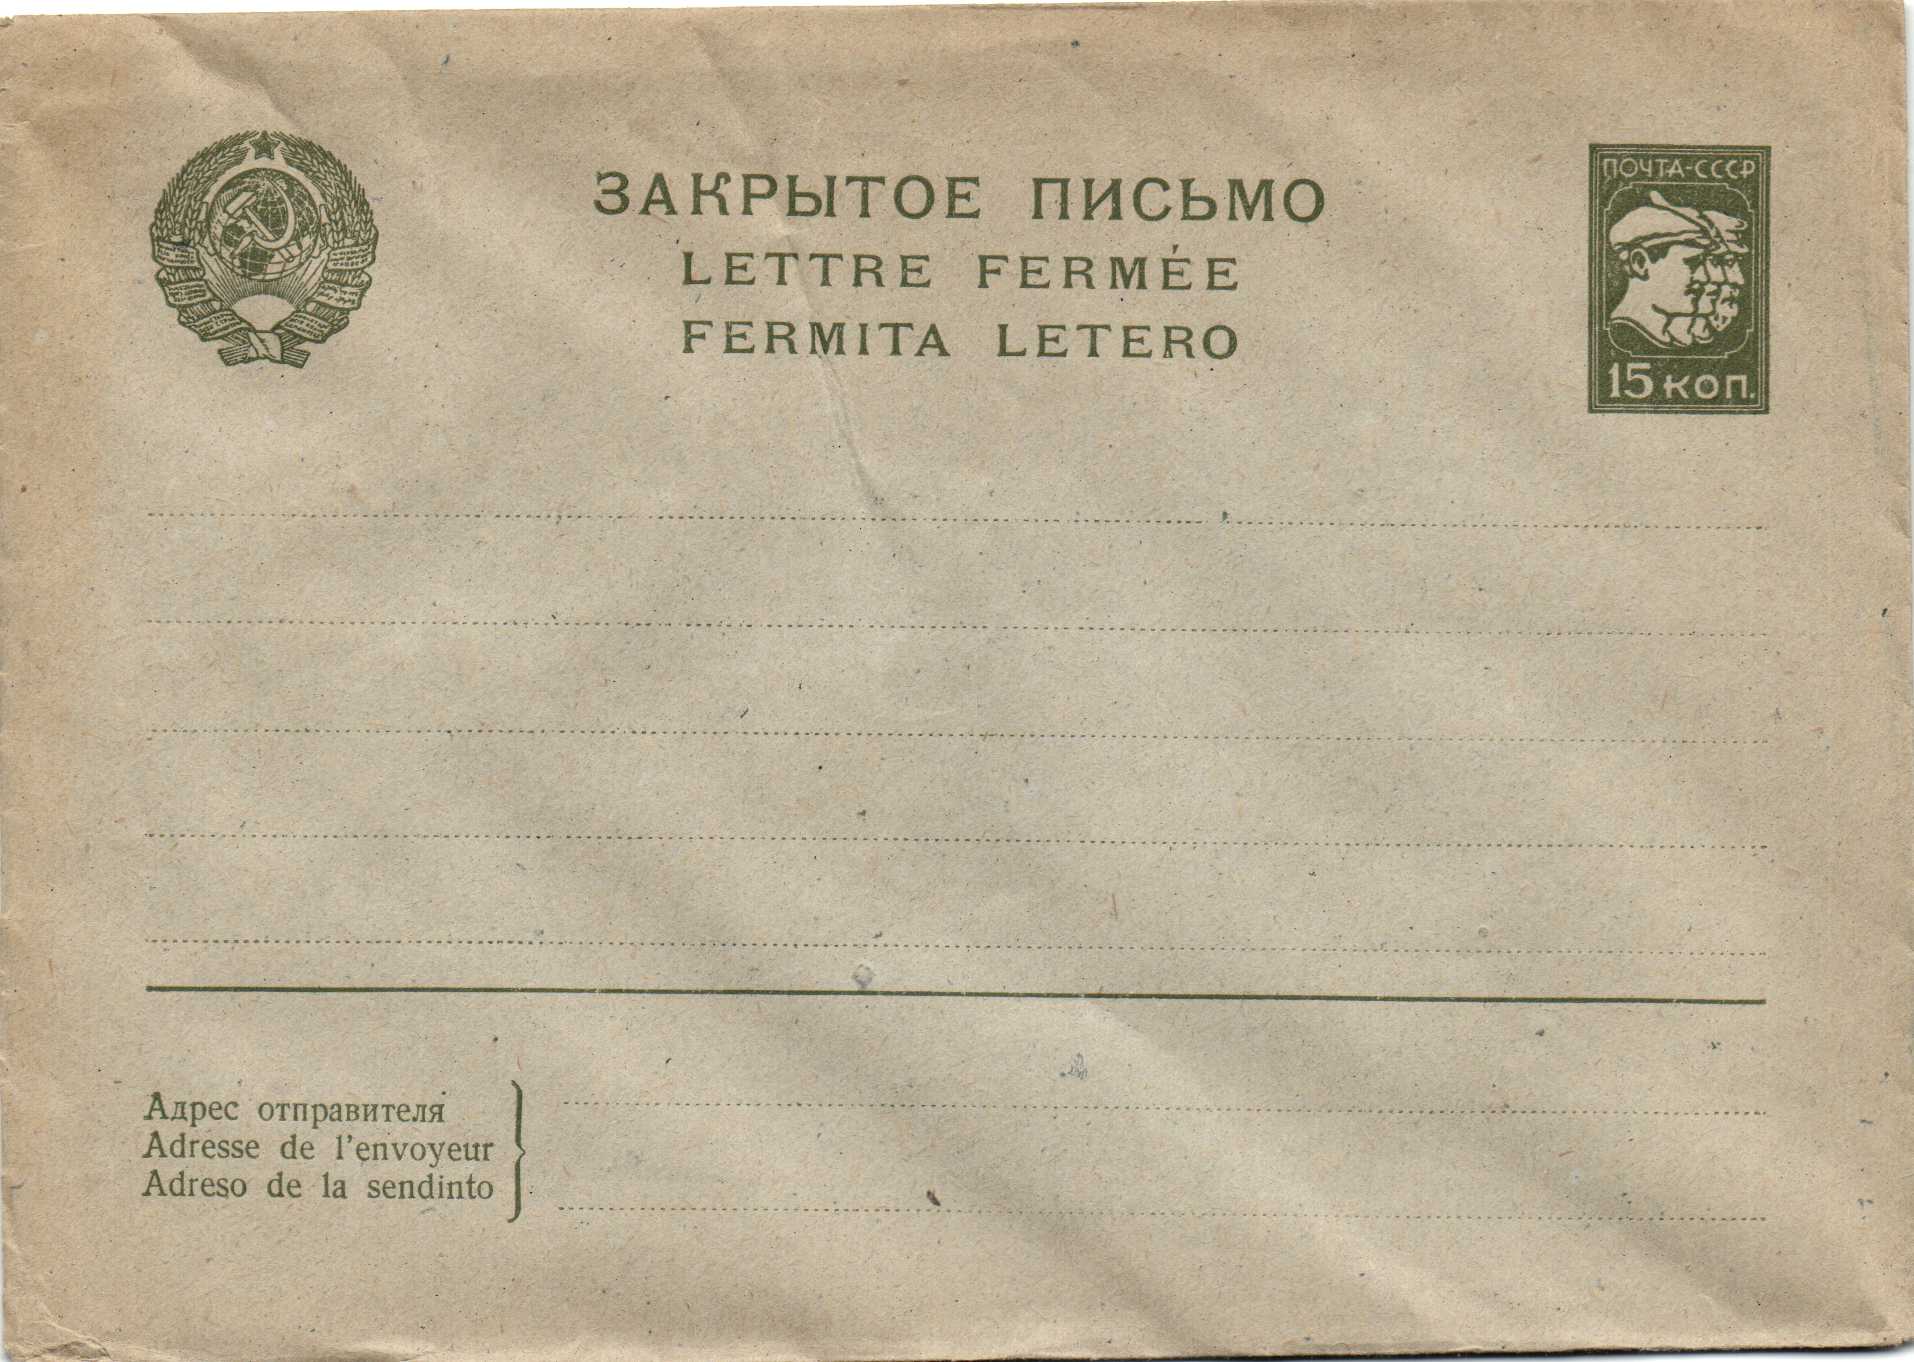 ЗАКРЫТОЕ ПИСЬМО
LETTRE FERMÉE
FERMITA LETERO
ПОЧТА-СССР
15 КОП.
Адрес отправителя
Adresse de l'envoyeur
Adreso de la sendinto